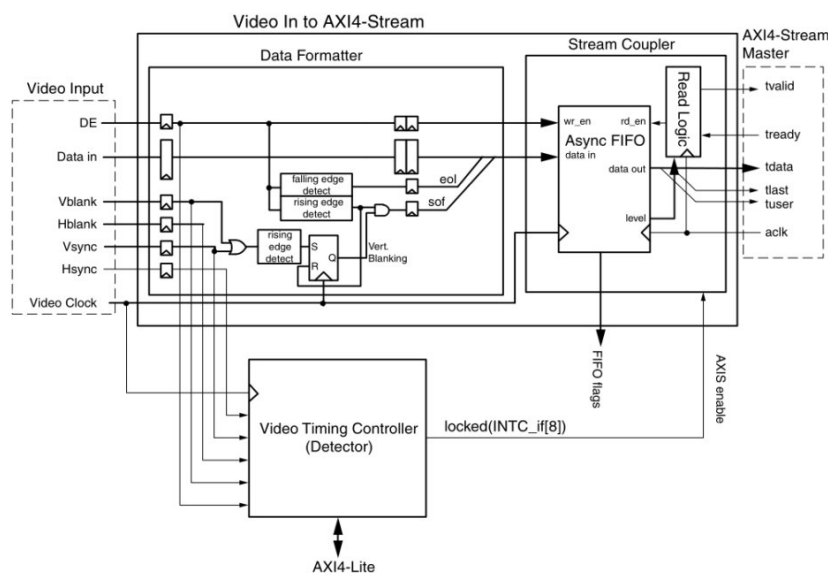 Video In to AXI4-Stream
Data Formatter
Stream Coupler
AXI4-Stream
Master
Video Input
DE
Data in
Vblank
Hblank
Vsync
Hsync
Video Clock
falling edge
detect
rising edge
detect
eol
sof
rising
edge
detect
S
R
Q
Vert.
Blanking
wr_en
rd_en
Async FIFO
data in
data out
level
Read Logic
tvalid
tready
tdata
tlast
tuser
aclk
FIFO flags
AXIS enable
Video Timing Controller
(Detector)
locked(INTC_if[8])
AXI4-Lite